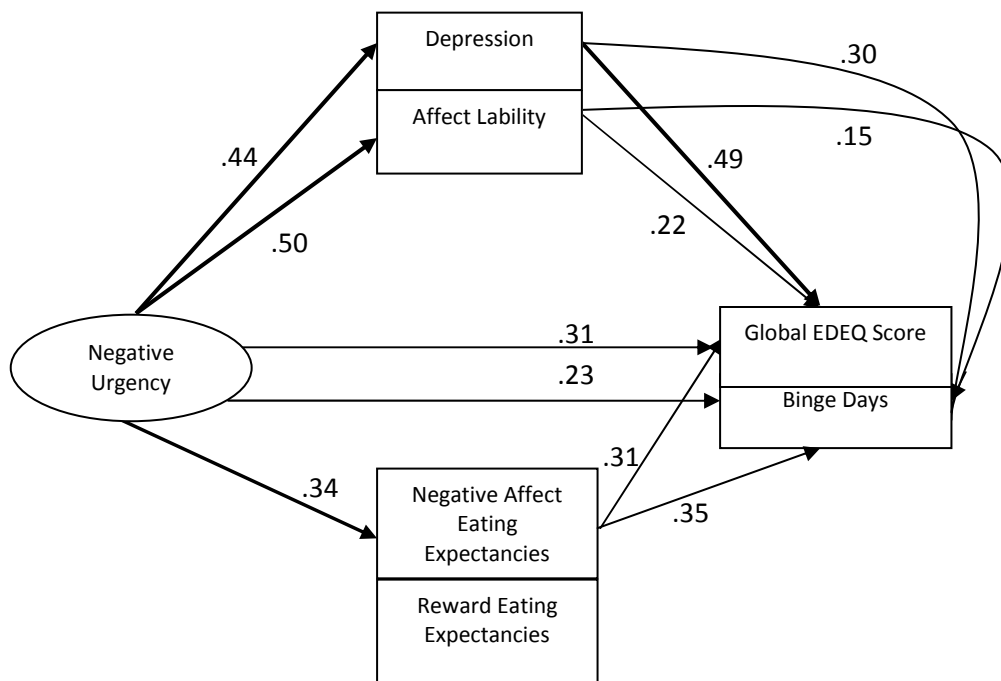 Depression
.30
Affect Lability
.15
.44
.49
.50
.22
Global EDEQ Score
.31
Negative
Urgency
.23
Binge Days
.31
.34
Negative Affect
Eating
Expectancies
.35
Reward Eating
Expectancies